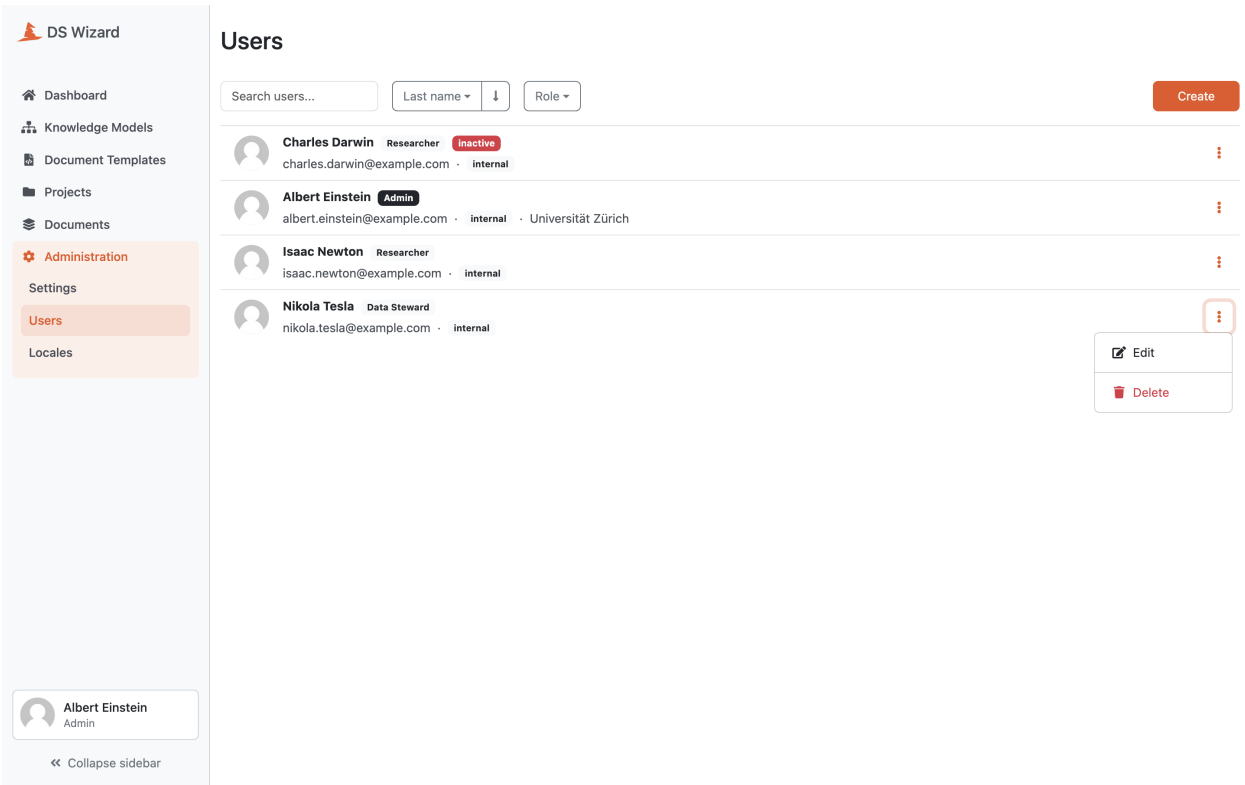 DS Wizard
Dashboard
Knowledge Models
Document Templates
Projects
Documents
Administration
Settings
Users
Locales
Albert Einstein
Admin
Collapse sidebar
Users
Search users...
Last name
Role
Create
Charles Darwin Researcher inactive
charles.darwin@example.com · internal
Albert Einstein Admin
albert.einstein@example.com · internal · Universität Zürich
Isaac Newton Researcher
isaac.newton@example.com · internal
Nikola Tesla Data Steward
nikola.tesla@example.com · internal
Edit
Delete